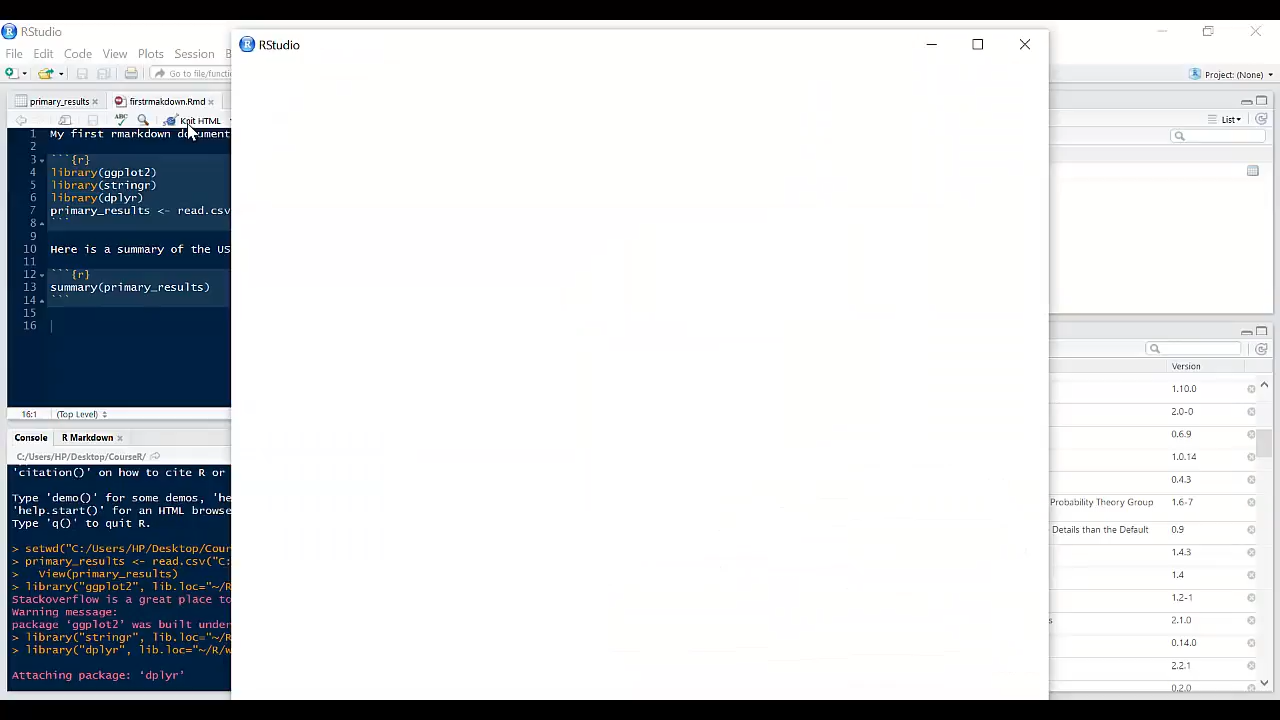 RStudio
RStudio
File Edit Code View Plots Session
Go to file/functi
Project: (None)
primary_results
firstrmakdown.Rmd
ABC
Knit HTML
List
1 My first rmarkdown document
2
3 ```{r}
4 library(ggplot2)
5 library(stringr)
6 library(dplyr)
7 primary_results <- read.csv
8 ```
9
10 Here is a summary of the US
11
12 ```{r}
13 summary(primary_results)
14 ```
15
16
16:1 (Top Level)
Console R Markdown
C:/Users/HP/Desktop/CourseR/
'citation()' on how to cite R or
Type 'demo()' for some demos, 'he
'help.start()' for an HTML browse
Type 'q()' to quit R.
> setwd("C:/Users/HP/Desktop/Cour
> primary_results <- read.csv("C:
> View(primary_results)
> library("ggplot2", lib.loc="~/R
Stackoverflow is a great place to
Warning message:
package 'ggplot2' was built under
> library("stringr", lib.loc="~/R
> library("dplyr", lib.loc="~/R/w
Attaching package: 'dplyr'
Version
1.10.0
2.0-0
0.6.9
1.0.14
0.4.3
Probability Theory Group 1.6-7
Details than the Default 0.9
1.4.3
1.4
1.2-1
s 2.1.0
0.14.0
2.2.1
0.2.0